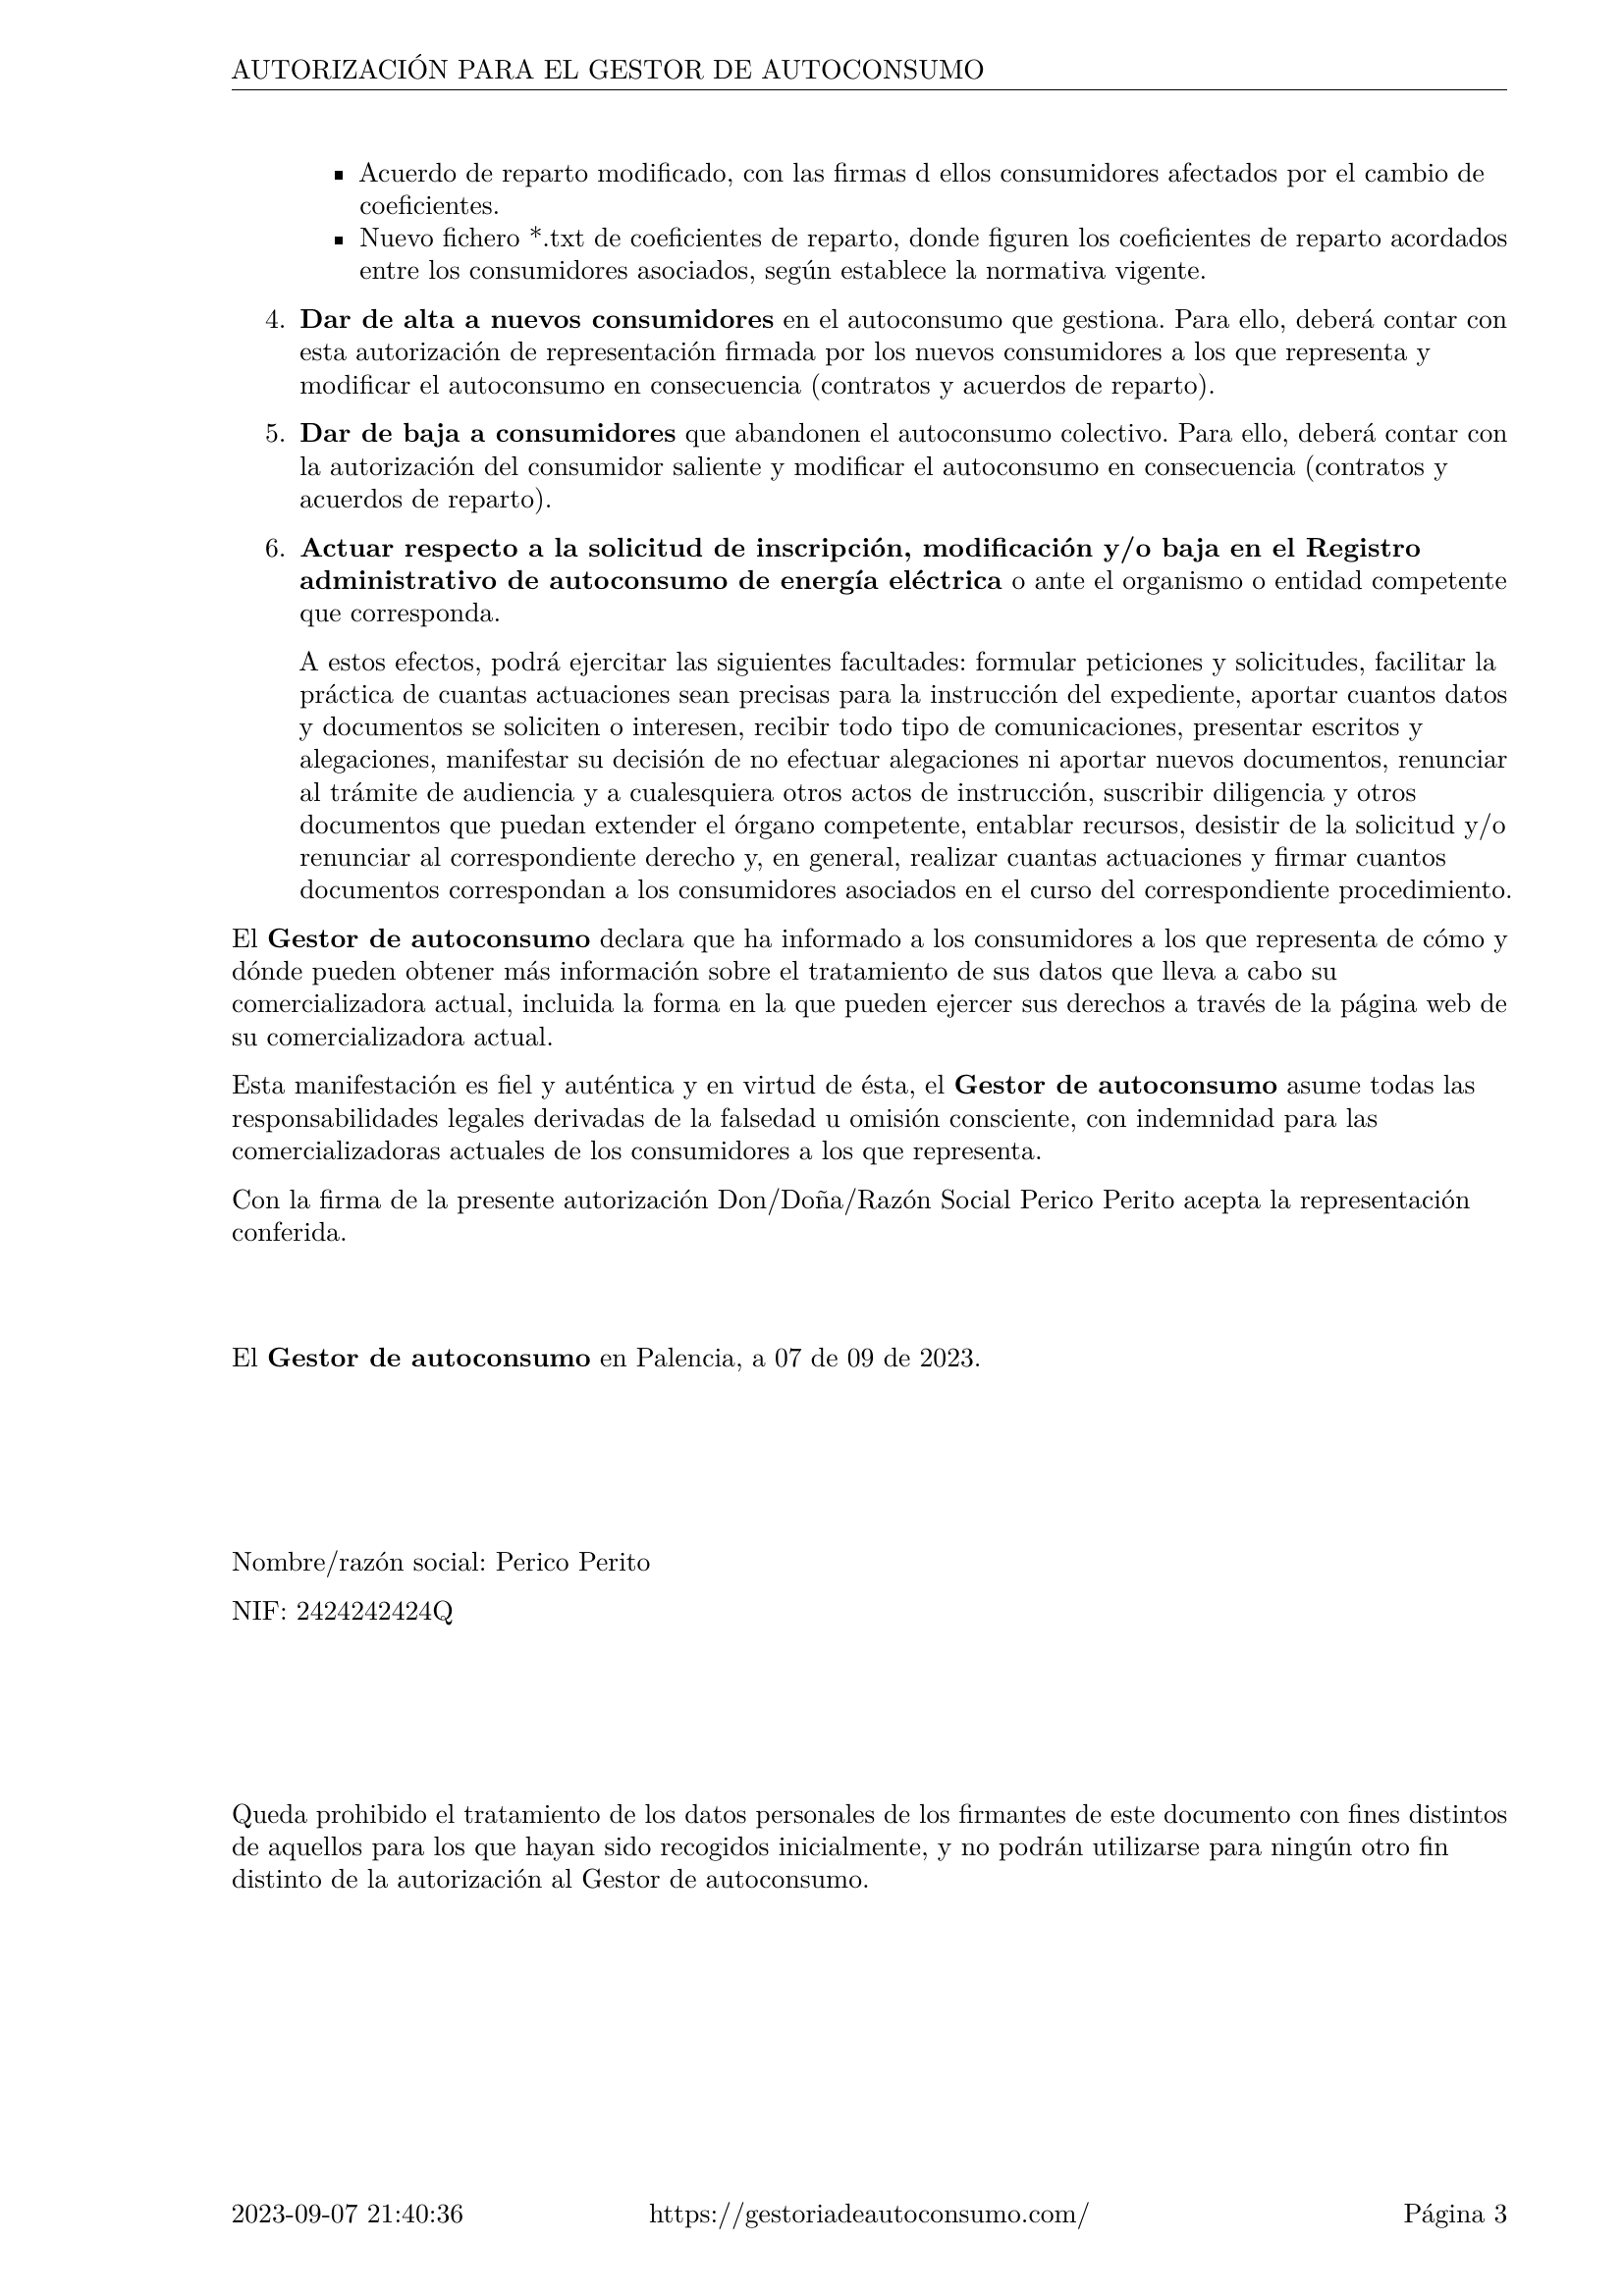 AUTORIZACIÓN PARA EL GESTOR DE AUTOCONSUMO
▪ Acuerdo de reparto modificado, con las firmas d ellos consumidores afectados por el cambio de
coeficientes.
▪ Nuevo fichero *.txt de coeficientes de reparto, donde figuren los coeficientes de reparto acordados
entre los consumidores asociados, según establece la normativa vigente.
4. Dar de alta a nuevos consumidores en el autoconsumo que gestiona. Para ello, deberá contar con
esta autorización de representación firmada por los nuevos consumidores a los que representa y
modificar el autoconsumo en consecuencia (contratos y acuerdos de reparto).
5. Dar de baja a consumidores que abandonen el autoconsumo colectivo. Para ello, deberá contar con
la autorización del consumidor saliente y modificar el autoconsumo en consecuencia (contratos y
acuerdos de reparto).
6. Actuar respecto a la solicitud de inscripción, modificación y/o baja en el Registro
administrativo de autoconsumo de energía eléctrica o ante el organismo o entidad competente
que corresponda.
A estos efectos, podrá ejercitar las siguientes facultades: formular peticiones y solicitudes, facilitar la
práctica de cuantas actuaciones sean precisas para la instrucción del expediente, aportar cuantos datos
y documentos se soliciten o interesen, recibir todo tipo de comunicaciones, presentar escritos y
alegaciones, manifestar su decisión de no efectuar alegaciones ni aportar nuevos documentos, renunciar
al trámite de audiencia y a cualesquiera otros actos de instrucción, suscribir diligencia y otros
documentos que puedan extender el órgano competente, entablar recursos, desistir de la solicitud y/o
renunciar al correspondiente derecho y, en general, realizar cuantas actuaciones y firmar cuantos
documentos correspondan a los consumidores asociados en el curso del correspondiente procedimiento.
El Gestor de autoconsumo declara que ha informado a los consumidores a los que representa de cómo y
dónde pueden obtener más información sobre el tratamiento de sus datos que lleva a cabo su
comercializadora actual, incluida la forma en la que pueden ejercer sus derechos a través de la página web de
su comercializadora actual.
Esta manifestación es fiel y auténtica y en virtud de ésta, el Gestor de autoconsumo asume todas las
responsabilidades legales derivadas de la falsedad u omisión consciente, con indemnidad para las
comercializadoras actuales de los consumidores a los que representa.
Con la firma de la presente autorización Don/Doña/Razón Social Perico Perito acepta la representación
conferida.
El Gestor de autoconsumo en Palencia, a 07 de 09 de 2023.
Nombre/razón social: Perico Perito
NIF: 2424242424Q
Queda prohibido el tratamiento de los datos personales de los firmantes de este documento con fines distintos
de aquellos para los que hayan sido recogidos inicialmente, y no podrán utilizarse para ningún otro fin
distinto de la autorización al Gestor de autoconsumo.
2023-09-07 21:40:36 https://gestoriadeautoconsumo.com/ Página 3